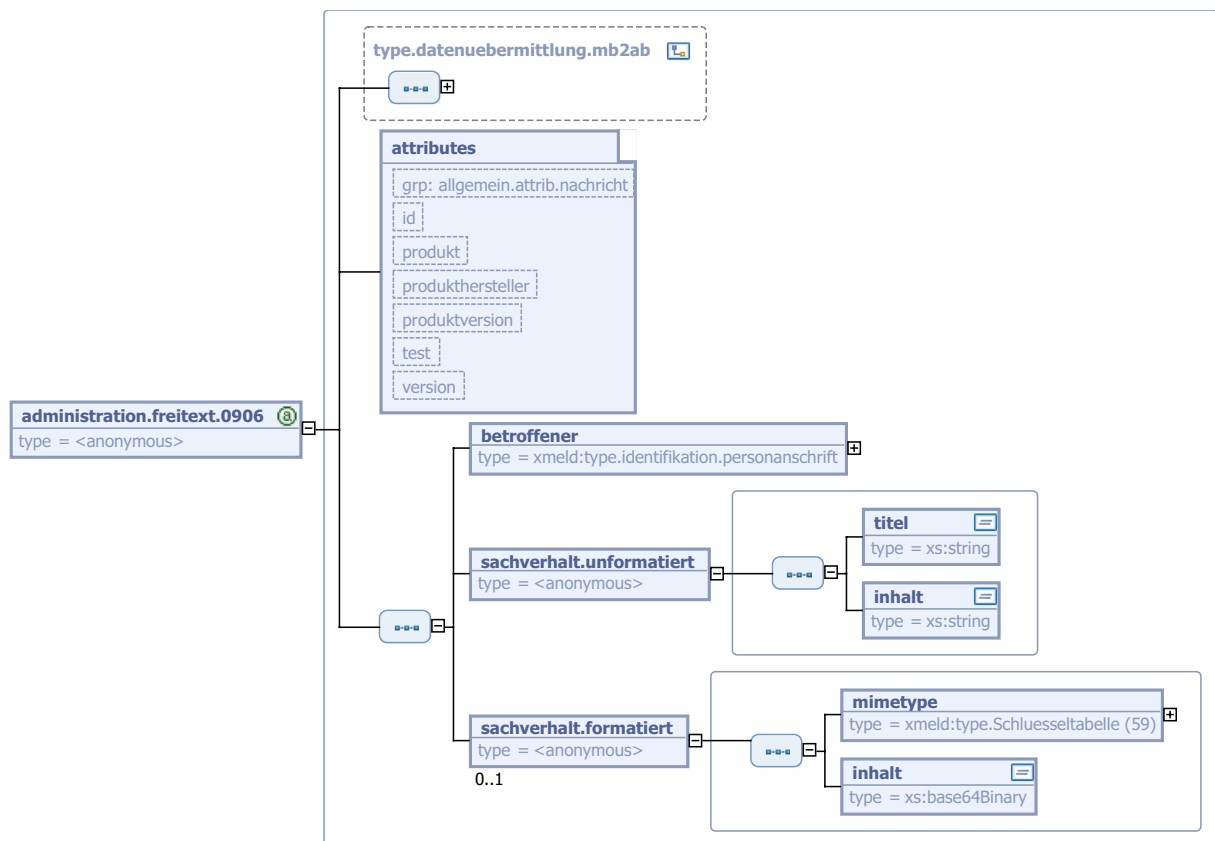 type.datenuebermittlung.mb2ab
attributes
grp: allgemein.attrib.nachricht
id
produkt
produkthersteller
produktversion
test
version
administration.freitext.0906 a
type = <anonymous>
betroffener
type = xmeld:type.identifikation.personanschrift
sachverhalt.unformatiert
type = <anonymous>
titel
type = xs:string
inhalt
type = xs:string
sachverhalt.formatiert
type = <anonymous>
0..1
mimetype
type = xmeld:type.Schluesseltabelle (59)
inhalt
type = xs:base64Binary